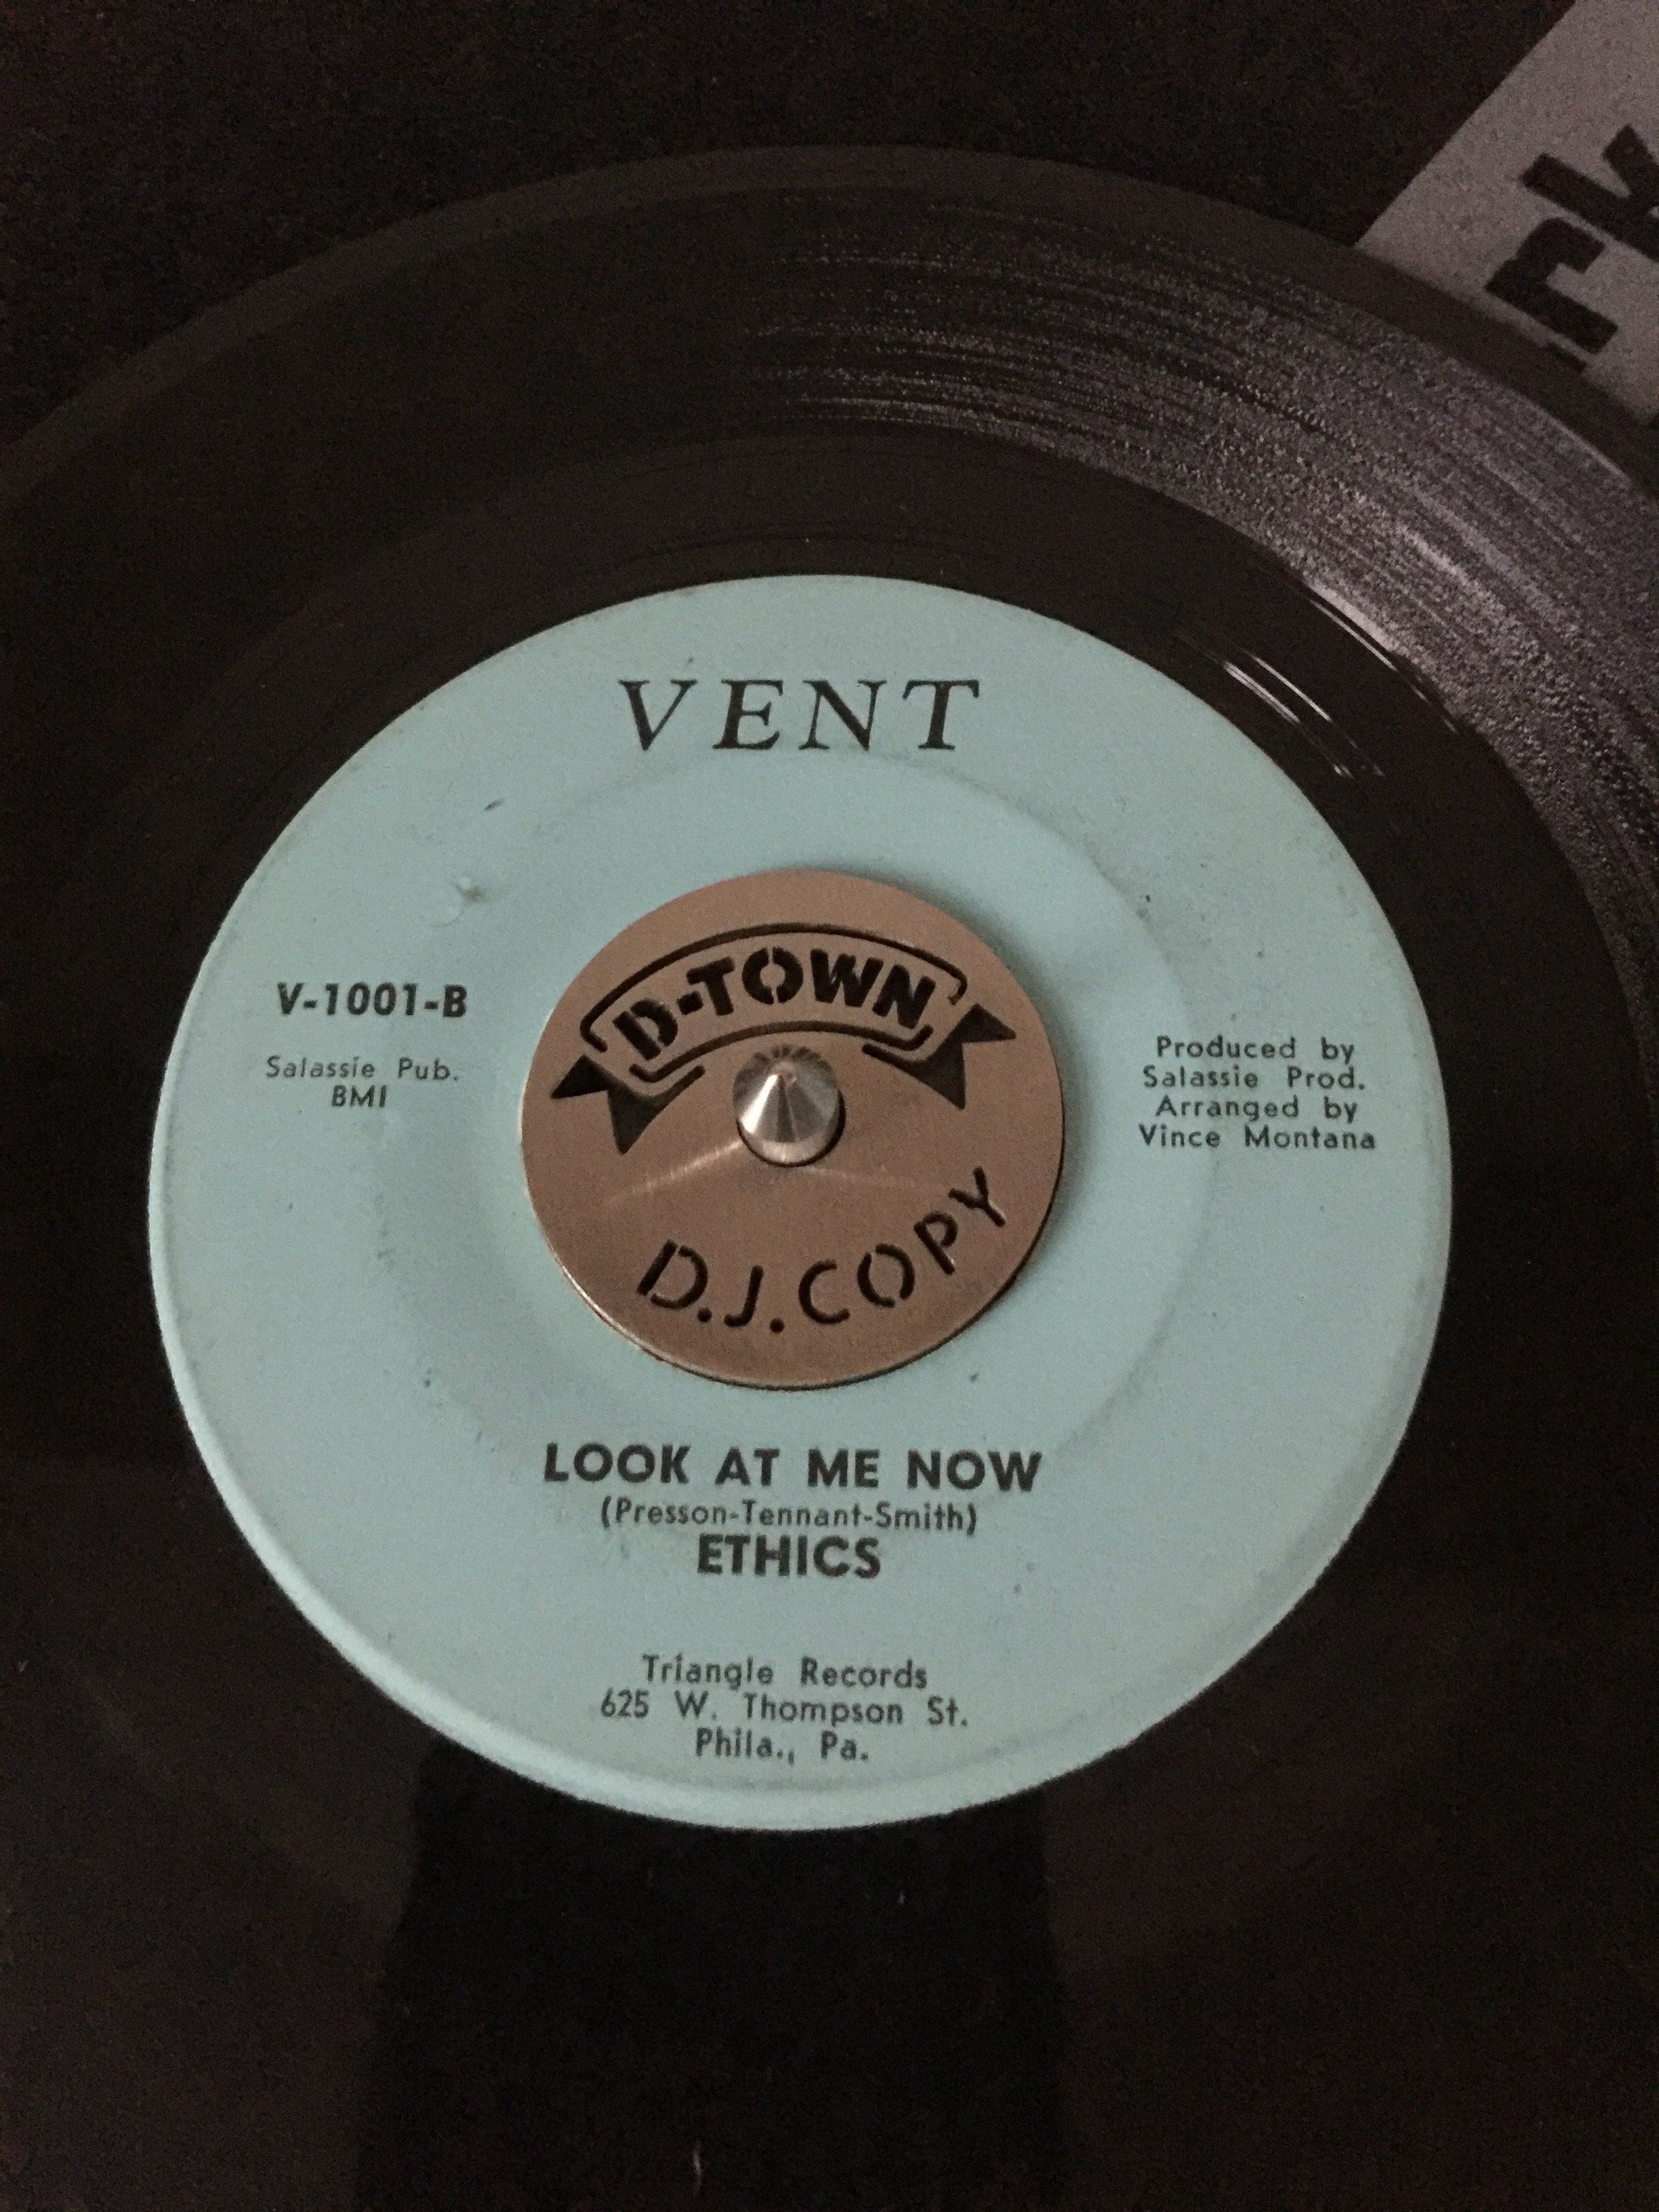 VENT
D-TOWN
D.J. COPY
V-1001-B
Salassie Pub.
BMI
Produced by
Salassie Prod.
Arranged by
Vince Montana
LOOK AT ME NOW
(Presson-Tennant-Smith)
ETHICS
Triangle Records
625 W. Thompson St.
Phila., Pa.